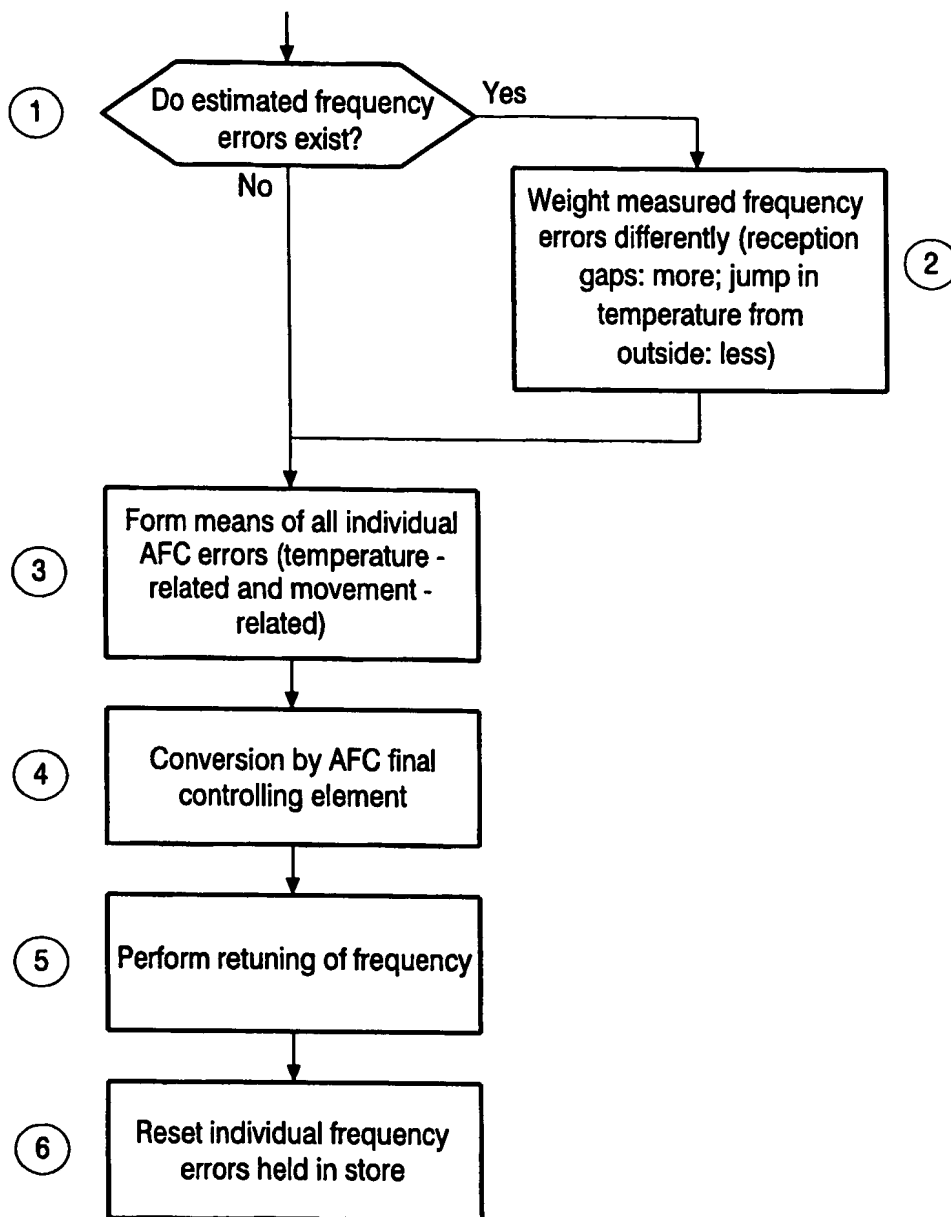 1
Do estimated frequency
errors exist?
Yes
No
Weight measured frequency
errors differently (reception
gaps: more; jump in
temperature from
outside: less)
2
3
Form means of all individual
AFC errors (temperature -
related and movement -
related)
4
Conversion by AFC final
controlling element
5
Perform retuning of frequency
6
Reset individual frequency
errors held in store